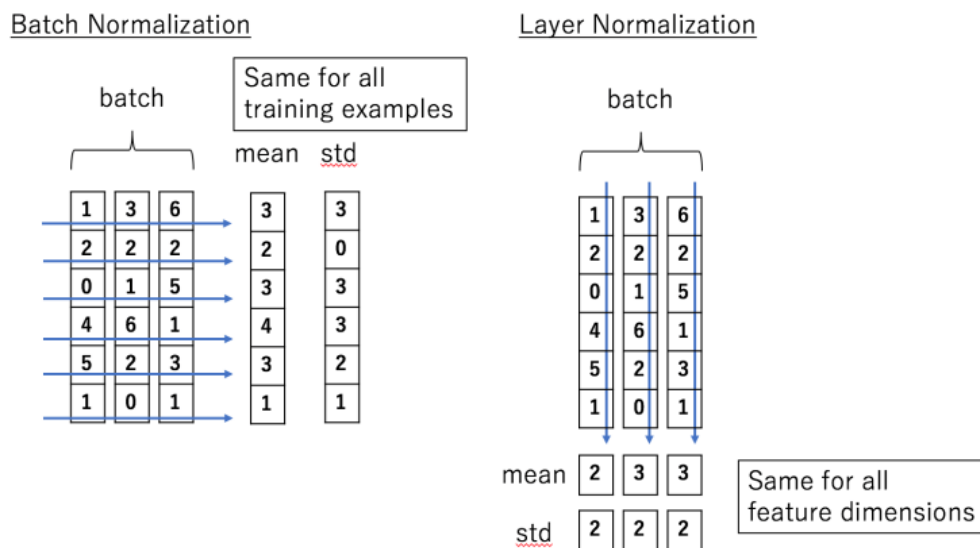 Batch Normalization
Same for all
training examples
batch
mean std
1 3 6 3 3
2 2 2 2 0
0 1 5 3 3
4 6 1 4 3
5 2 3 3 2
1 0 1 1 1
Layer Normalization
batch
1 3 6
2 2 2
0 1 5
4 6 1
5 2 3
1 0 1
mean 2 3 3
std 2 2 2
Same for all
feature dimensions